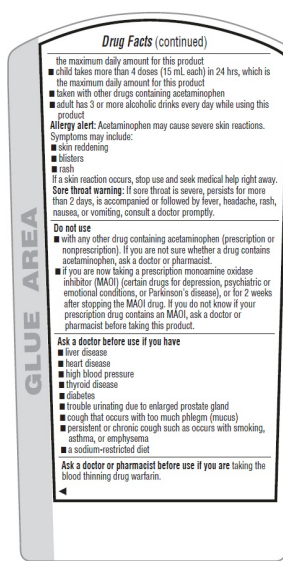 Drug Facts (continued)
the maximum daily amount for this product
■ child takes more than 4 doses (15 mL each) in 24 hrs, which is
the maximum daily amount for this product
■ taken with other drugs containing acetaminophen
■ adult has 3 or more alcoholic drinks every day while using this
product
Allergy alert: Acetaminophen may cause severe skin reactions.
Symptoms may include:
■ skin reddening
■ blisters
■ rash
If a skin reaction occurs, stop use and seek medical help right away.
Sore throat warning: If sore throat is severe, persists for more
than 2 days, is accompanied or followed by fever, headache, rash,
nausea, or vomiting, consult a doctor promptly.
Do not use
■ with any other drug containing acetaminophen (prescription or
nonprescription). If you are not sure whether a drug contains
acetaminophen, ask a doctor or pharmacist.
■ if you are now taking a prescription monoamine oxidase
inhibitor (MAOI) (certain drugs for depression, psychiatric or
emotional conditions, or Parkinson's disease), or for 2 weeks
after stopping the MAOI drug. If you do not know if your
prescription drug contains an MAOI, ask a doctor or
pharmacist before taking this product.
Ask a doctor before use if you have
■ liver disease
■ heart disease
■ high blood pressure
■ thyroid disease
■ diabetes
■ trouble urinating due to enlarged prostate gland
■ cough that occurs with too much phlegm (mucus)
■ persistent or chronic cough such as occurs with smoking,
asthma, or emphysema
■ a sodium-restricted diet
Ask a doctor or pharmacist before use if you are taking the
blood thinning drug warfarin.
GLUE AREA